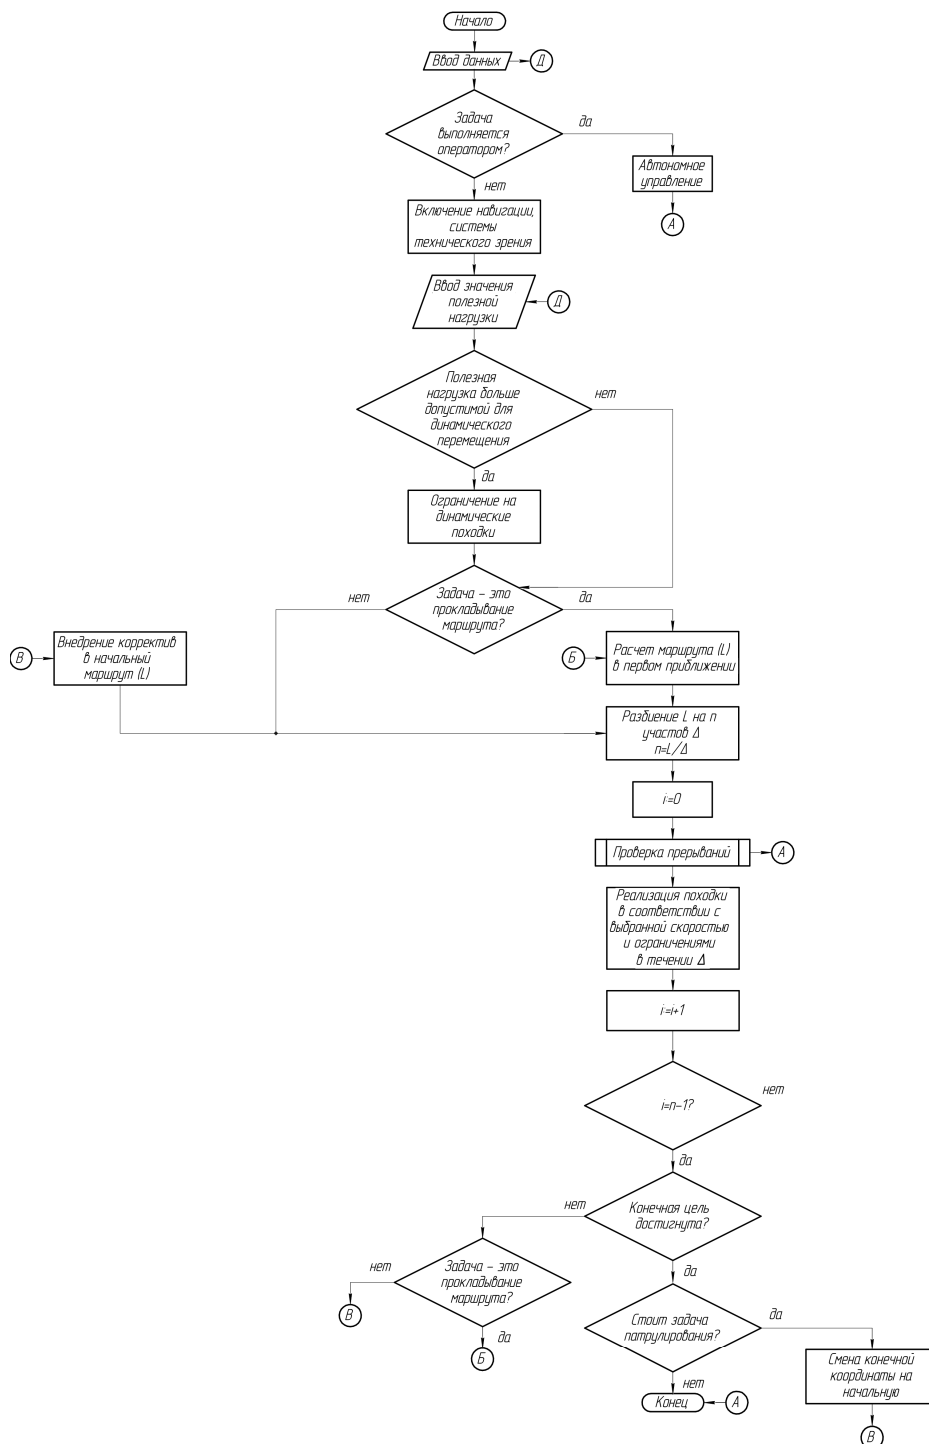 Начало
Ввод данных
Д
Задача
выполняется
оператором?
да
Автономное
управление
А
нет
Включение навигации,
системы
технического зрения
Ввод значения
полезной
нагрузки
Д
Полезная
нагрузка больше
допустимой для
динамического
перемещения
нет
да
Ограничение на
динамические
походки
Задача – это
прокладывание
маршрута?
нет
да
В
Внедрение корректив
в начальный
маршрут (L)
Б
Расчет маршрута (L)
в первом приближении
Разбиение L на n
участов Δ
n=L/Δ
i:=0
Проверка прерываний
А
Реализация походки
в соответствии с
выбранной скоростью
и ограничениями
в течении Δ
i:=i+1
i=n–1?
нет
да
Конечная цель
достигнута?
нет
да
Задача – это
прокладывание
маршрута?
нет
В
да
Б
Стоит задача
патрулирования?
да
Смена конечной
координаты на
начальную
В
нет
Конец
А